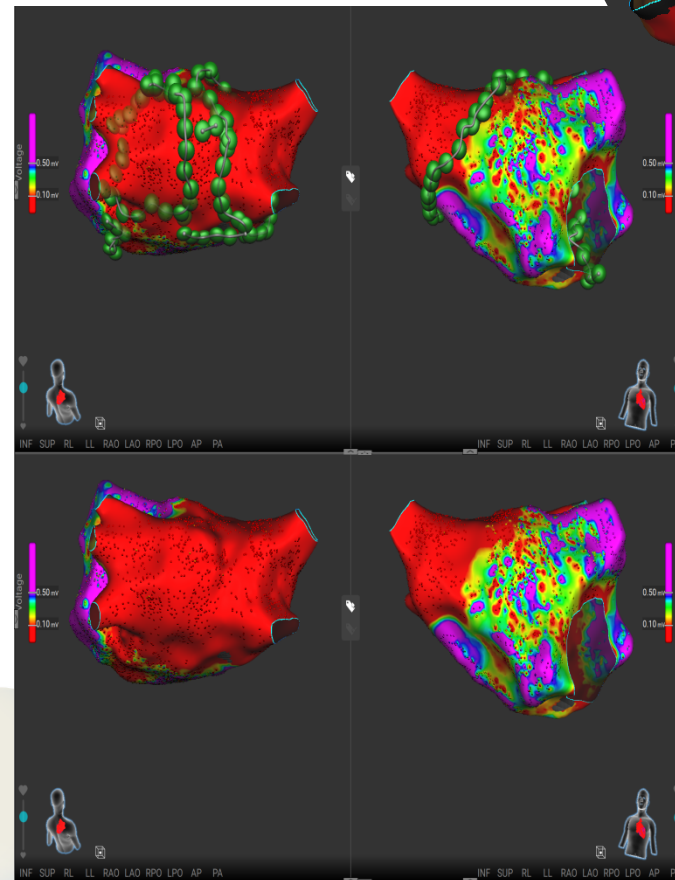 Voltage
0.50 mV
0.10 mV
0.50 mV
0.10 mV
INF SUP RL LL RAO LAO RPO LPO AP PA
INF SUP RL LL RAO LAO RPO LPO AP
Voltage
0.50 mV
0.10 mV
0.50 mV
0.10 mV
INF SUP RL LL RAO LAO RPO LPO AP PA
INF SUP RL LL RAO LAO RPO LPO AP